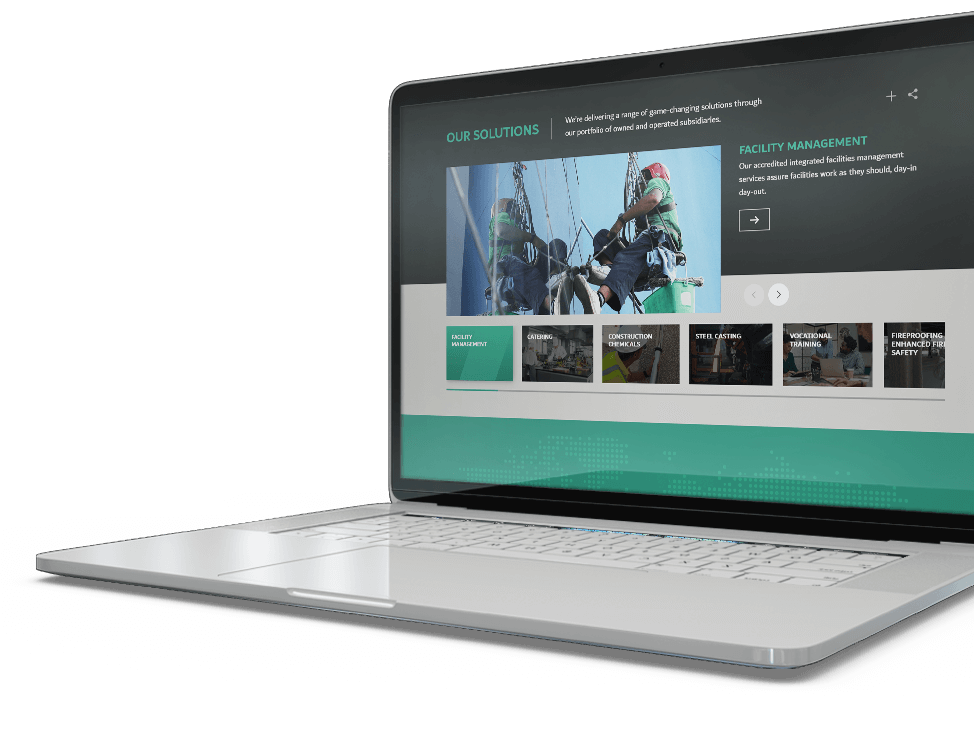 OUR SOLUTIONS
We're delivering a range of game-changing solutions through
our portfolio of owned and operated subsidiaries.
FACILITY MANAGEMENT
Our accredited integrated facilities management
services assure facilities work as they should, day-in
day-out.
FACILITY
MANAGEMENT
CATERING
CONSTRUCTION
CHEMICALS
STEEL CASTING
VOCATIONAL
TRAINING
FIREPROOFING
ENHANCED FIR
SAFETY